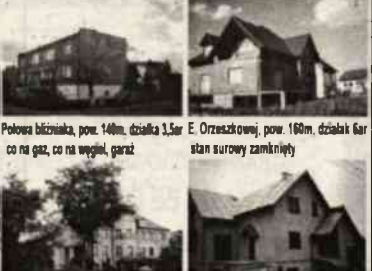 Połowa bliźniaka, pow. 140m, działka 3,5ar
co na gaz, co na węgiel, garaż
E. Orzeszkowej, pow. 160m, działak 6ar
stan surowy zamknięty